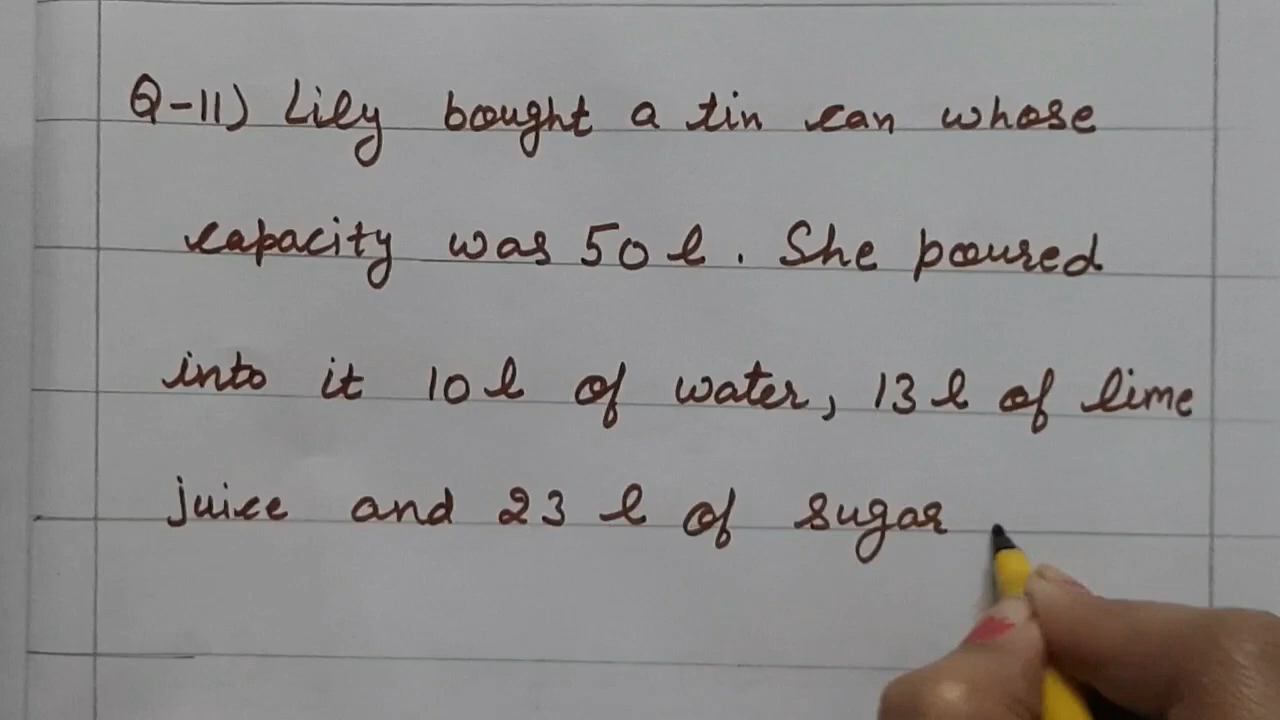 Q-11) Lily bought a tin can whose
capacity was 50 l. She poured
into it 10 l of water, 13 l of lime
juice and 23 l of sugar